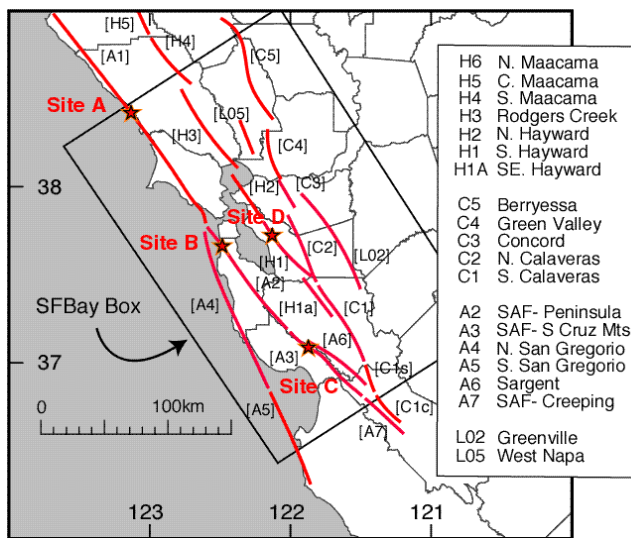 [H5]
[A1]
[H4]
[C5]
Site A
[L05]
[H3]
[C4]
38
[H2]
[C3]
Site D
Site B
[C2]
[H1]
[L02]
[A2]
SFBay Box
[A4]
[H1a]
[C1]
[A6]
37
[A3]
[C1s]
Site C
0
100km
[A5]
[C1c]
[A7]
123
122
121
H6 N. Maacama
H5 C. Maacama
H4 S. Maacama
H3 Rodgers Creek
H2 N. Hayward
H1 S. Hayward
H1A SE. Hayward
C5 Berryessa
C4 Green Valley
C3 Concord
C2 N. Calaveras
C1 S. Calaveras
A2 SAF- Peninsula
A3 SAF- S Cruz Mts
A4 N. San Gregorio
A5 S. San Gregorio
A6 Sargent
A7 SAF- Creeping
L02 Greenville
L05 West Napa